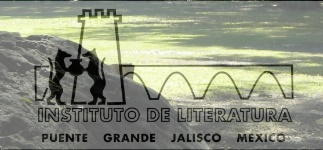 INSTITUTO DE LITERATURA
PUENTE GRANDE JALISCO MEXICO